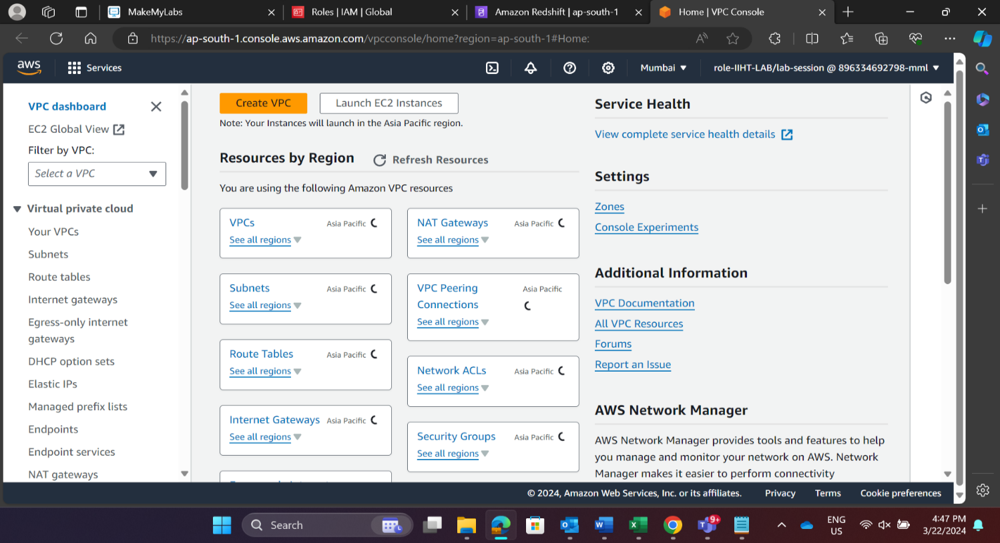 MakeMyLabs
Roles | IAM | Global
Amazon Redshift | ap-south-1
Home | VPC Console
https://ap-south-1.console.aws.amazon.com/vpcconsole/home?region=ap-south-1#Home:
aws
Services
Mumbai
role-IIHT-LAB/lab-session @ 896334692798-mml
VPC dashboard
EC2 Global View
Filter by VPC:
Select a VPC
Virtual private cloud
Your VPCs
Subnets
Route tables
Internet gateways
Egress-only internet
gateways
DHCP option sets
Elastic IPs
Managed prefix lists
Endpoints
Endpoint services
NAT gateways
Create VPC
Launch EC2 Instances
Note: Your Instances will launch in the Asia Pacific region.
Resources by Region
Refresh Resources
You are using the following Amazon VPC resources
VPCs
Asia Pacific
See all regions
NAT Gateways
Asia Pacific
See all regions
Subnets
Asia Pacific
See all regions
VPC Peering
Connections
Asia Pacific
See all regions
Route Tables
Asia Pacific
See all regions
Network ACLs
Asia Pacific
See all regions
Internet Gateways
Asia Pacific
See all regions
Security Groups
Asia Pacific
See all regions
Service Health
View complete service health details
Settings
Zones
Console Experiments
Additional Information
VPC Documentation
All VPC Resources
Forums
Report an Issue
AWS Network Manager
AWS Network Manager provides tools and features to help
you manage and monitor your network on AWS. Network
Manager makes it easier to perform connectivity
© 2024, Amazon Web Services, Inc. or its affiliates.
Privacy
Terms
Cookie preferences
Search
9+
ENG
US
4:47 PM
3/22/2024